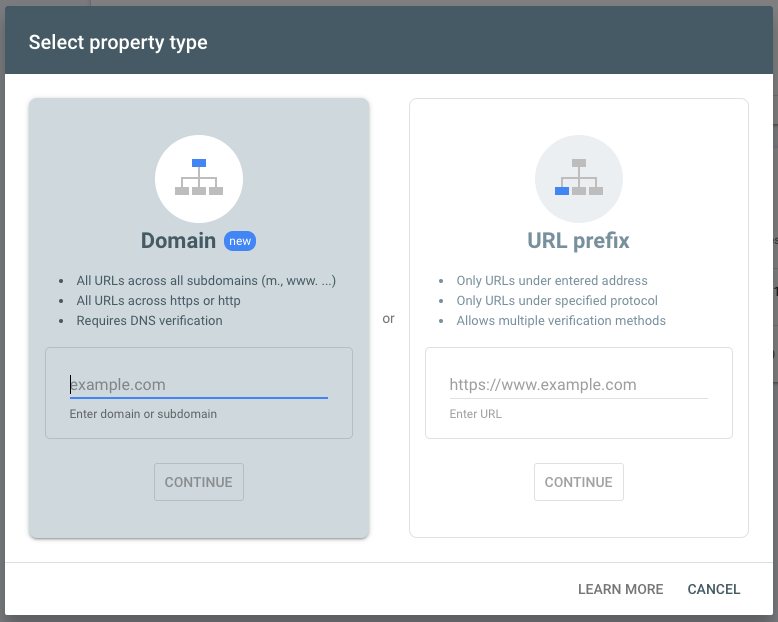 Select property type
Domain new
• All URLs across all subdomains (m., www. ...)
• All URLs across https or http
• Requires DNS verification
example.com
Enter domain or subdomain
CONTINUE
or
URL prefix
• Only URLs under entered address
• Only URLs under specified protocol
• Allows multiple verification methods
https://www.example.com
Enter URL
CONTINUE
LEARN MORE CANCEL